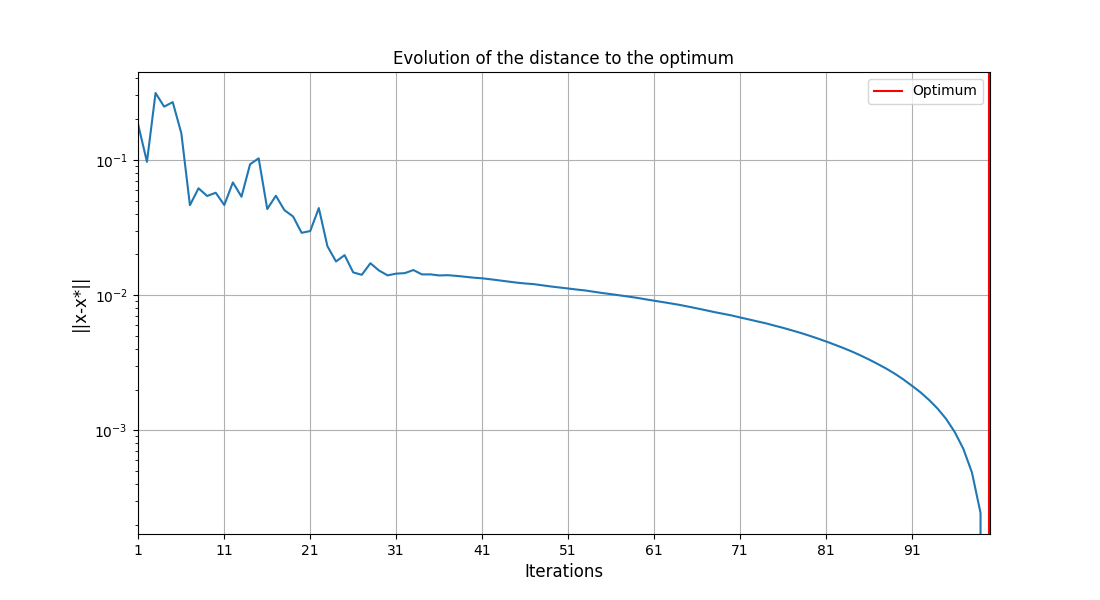 Evolution of the distance to the optimum
Optimum
10⁻¹
10⁻²
10⁻³
||x-x*||
1 11 21 31 41 51 61 71 81 91
Iterations